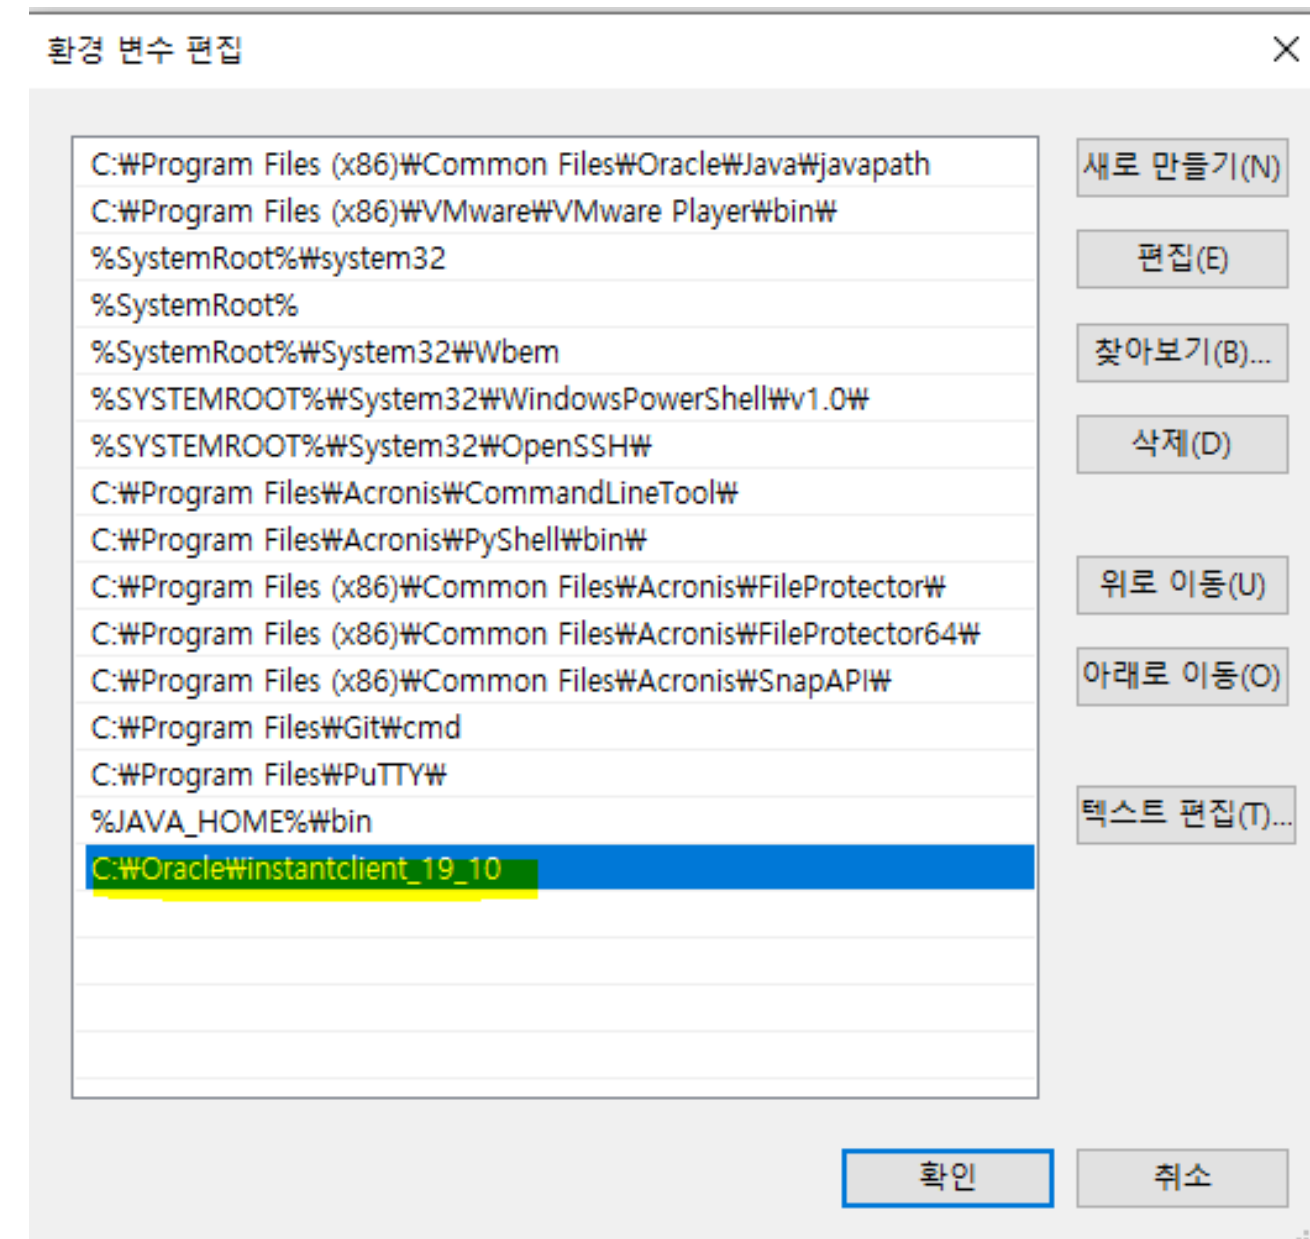 환경 변수 편집
C:₩Program Files (x86)₩Common Files₩Oracle₩Java₩javapath
C:₩Program Files (x86)₩VMware₩VMware Player₩bin₩
%SystemRoot%₩system32
%SystemRoot%
%SystemRoot%₩System32₩Wbem
%SYSTEMROOT%₩System32₩WindowsPowerShell₩v1.0₩
%SYSTEMROOT%₩System32₩OpenSSH₩
C:₩Program Files₩Acronis₩CommandLineTool₩
C:₩Program Files₩Acronis₩PyShell₩bin₩
C:₩Program Files (x86)₩Common Files₩Acronis₩FileProtector₩
C:₩Program Files (x86)₩Common Files₩Acronis₩FileProtector64₩
C:₩Program Files (x86)₩Common Files₩Acronis₩SnapAPI₩
C:₩Program Files₩Git₩cmd
C:₩Program Files₩PuTTY₩
%JAVA_HOME%₩bin
C:₩Oracle₩instantclient_19_10
새로 만들기(N)
편집(E)
찾아보기(B)...
삭제(D)
위로 이동(U)
아래로 이동(O)
텍스트 편집(T)...
확인
취소